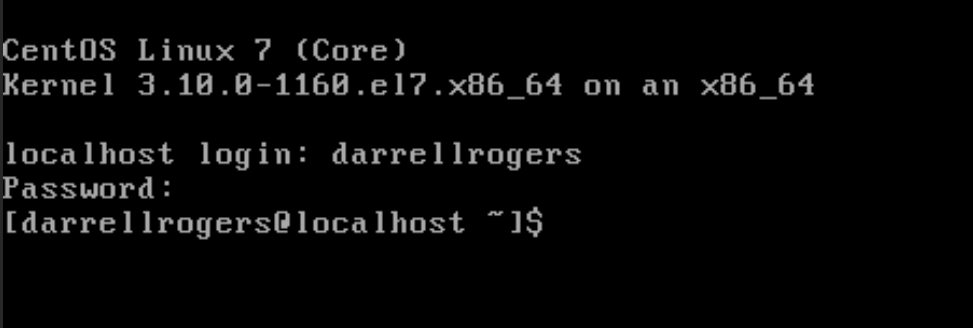 CentOS Linux 7 (Core)
Kernel 3.10.0-1160.el7.x86_64 on an x86_64
localhost login: darrellrogers
Password:
[darrellrogers@localhost ~]$